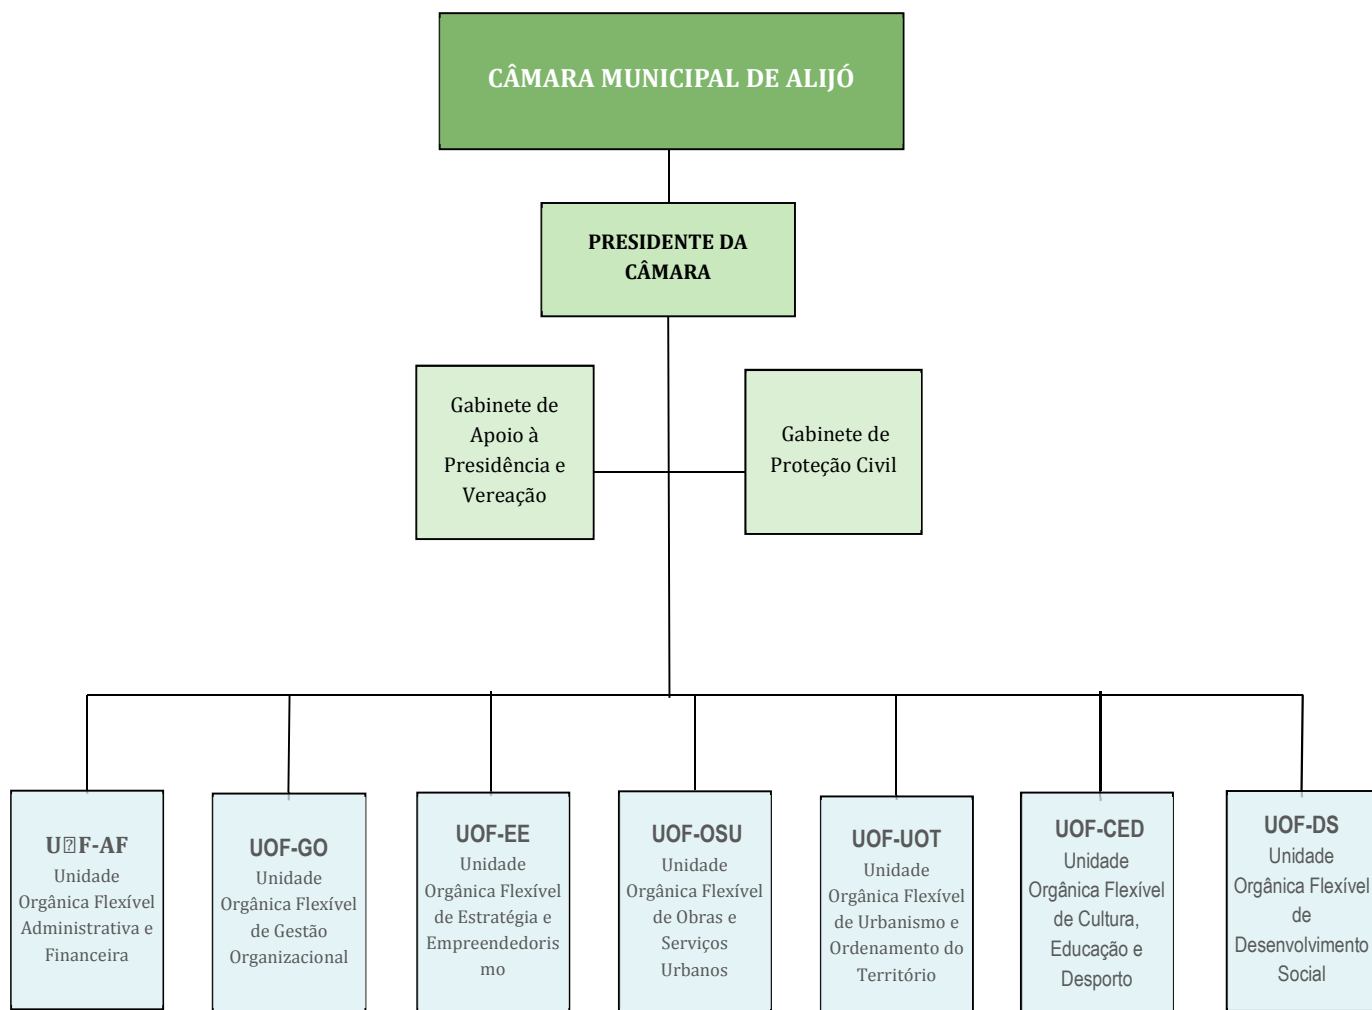 CÂMARA MUNICIPAL DE ALIJÓ
PRESIDENTE DA
CÂMARA
Gabinete de
Apoio à
Presidência e
Vereação
Gabinete de
Proteção Civil
U⍰F-AF
Unidade
Orgânica Flexível
Administrativa e
Financeira
UOF-GO
Unidade
Orgânica Flexível
de Gestão
Organizacional
UOF-EE
Unidade
Orgânica Flexível
de Estratégia e
Empreendedoris
mo
UOF-OSU
Unidade
Orgânica Flexível
de Obras e
Serviços
Urbanos
UOF-UOT
Unidade
Orgânica Flexível
de Urbanismo e
Ordenamento do
Território
UOF-CED
Unidade
Orgânica Flexível
de Cultura,
Educação e
Desporto
UOF-DS
Unidade
Orgânica Flexível
de
Desenvolvimento
Social